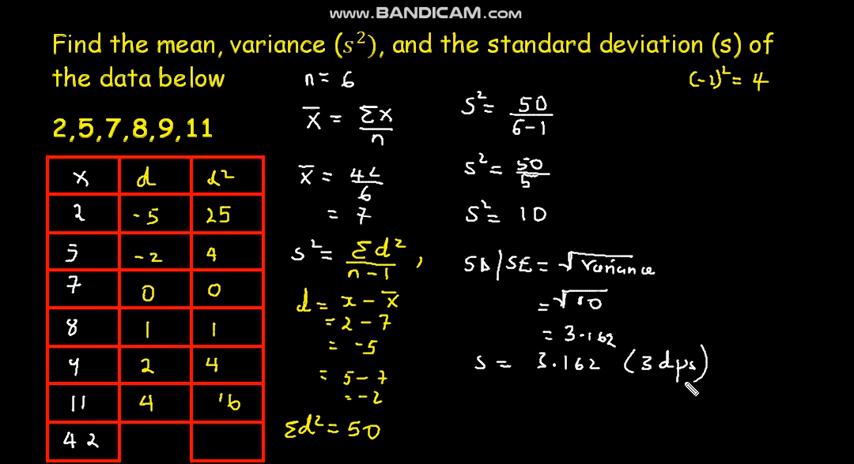 www.BANDICAM.com
Find the mean, variance (s²), and the standard deviation (s) of
the data below
2,5,7,8,9,11
x d d²
2 -5 25
5 -2 4
7 0 0
8 1 1
9 2 4
11 4 16
42
n = 6
x̄ = Σx/n
x̄ = 42/6
= 7
s² = Σd²/n-1 ,
d = x - x̄
= 2 - 7
= -5
= 5 - 7
= -2
Σd² = 50
(-2)² = 4
S² = 50/6-1
S² = 50/5
S² = 10
SD/SE = √variance
= √10
= 3.162
s = 3.162 (3 dps)